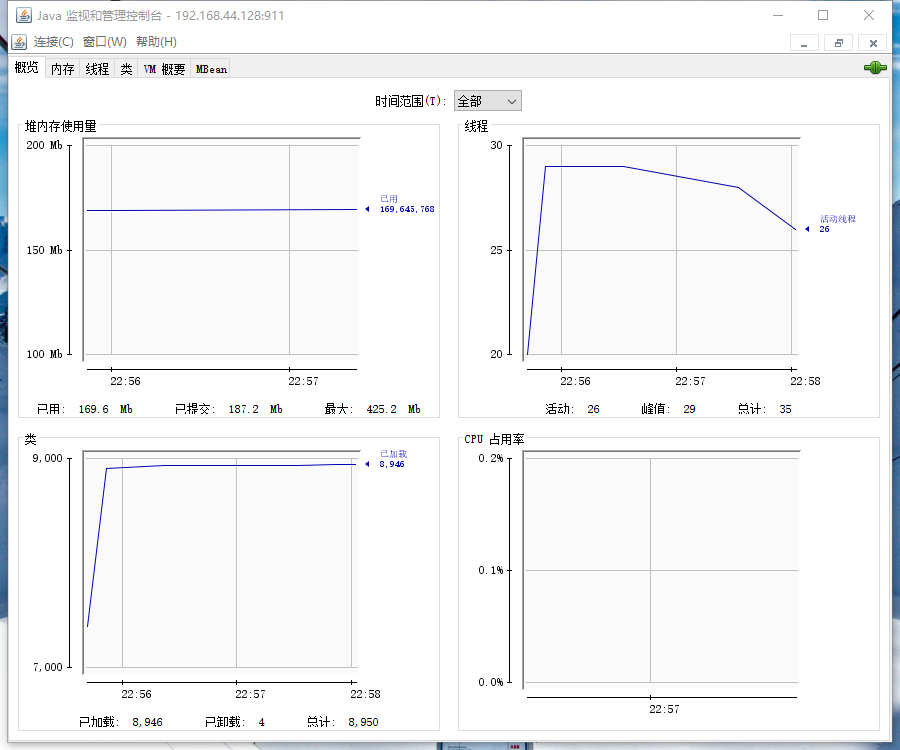 Java 监视和管理控制台 - 192.168.44.128:911
连接(C) 窗口(W) 帮助(H)
概览 内存 线程 类 VM 概要 MBean
时间范围(T): 全部
堆内存使用量
200 Mb
150 Mb
100 Mb
已用
169,645,768
22:56 22:57
已用: 169.6 Mb 已提交: 187.2 Mb 最大: 425.2 Mb
线程
30
25
20
活动线程
26
22:56 22:57 22:58
活动: 26 峰值: 29 总计: 35
类
9,000
7,000
已加载
8,946
22:56 22:57 22:58
已加载: 8,946 已卸载: 4 总计: 8,950
CPU 占用率
0.2%
0.1%
0.0%
22:57
ABB